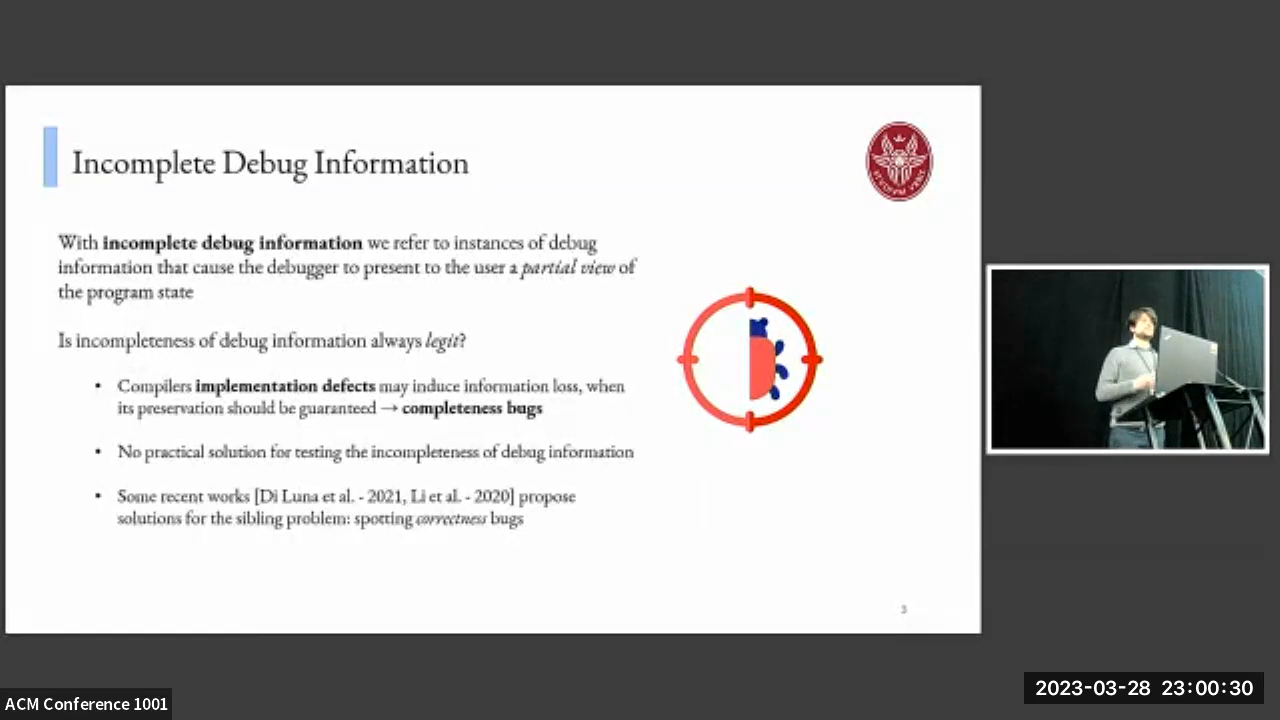 Incomplete Debug Information
With incomplete debug information we refer to instances of debug
information that cause the debugger to present to the user a partial view of
the program state
Is incompleteness of debug information always legit?
• Compilers implementation defects may induce information loss, when
its preservation should be guaranteed → completeness bugs
• No practical solution for testing the incompleteness of debug information
• Some recent works [Di Luna et al. - 2021, Li et al. - 2020] propose
solutions for the sibling problem: spotting correctness bugs
3
ACM Conference 1001
2023-03-28 23:00:30